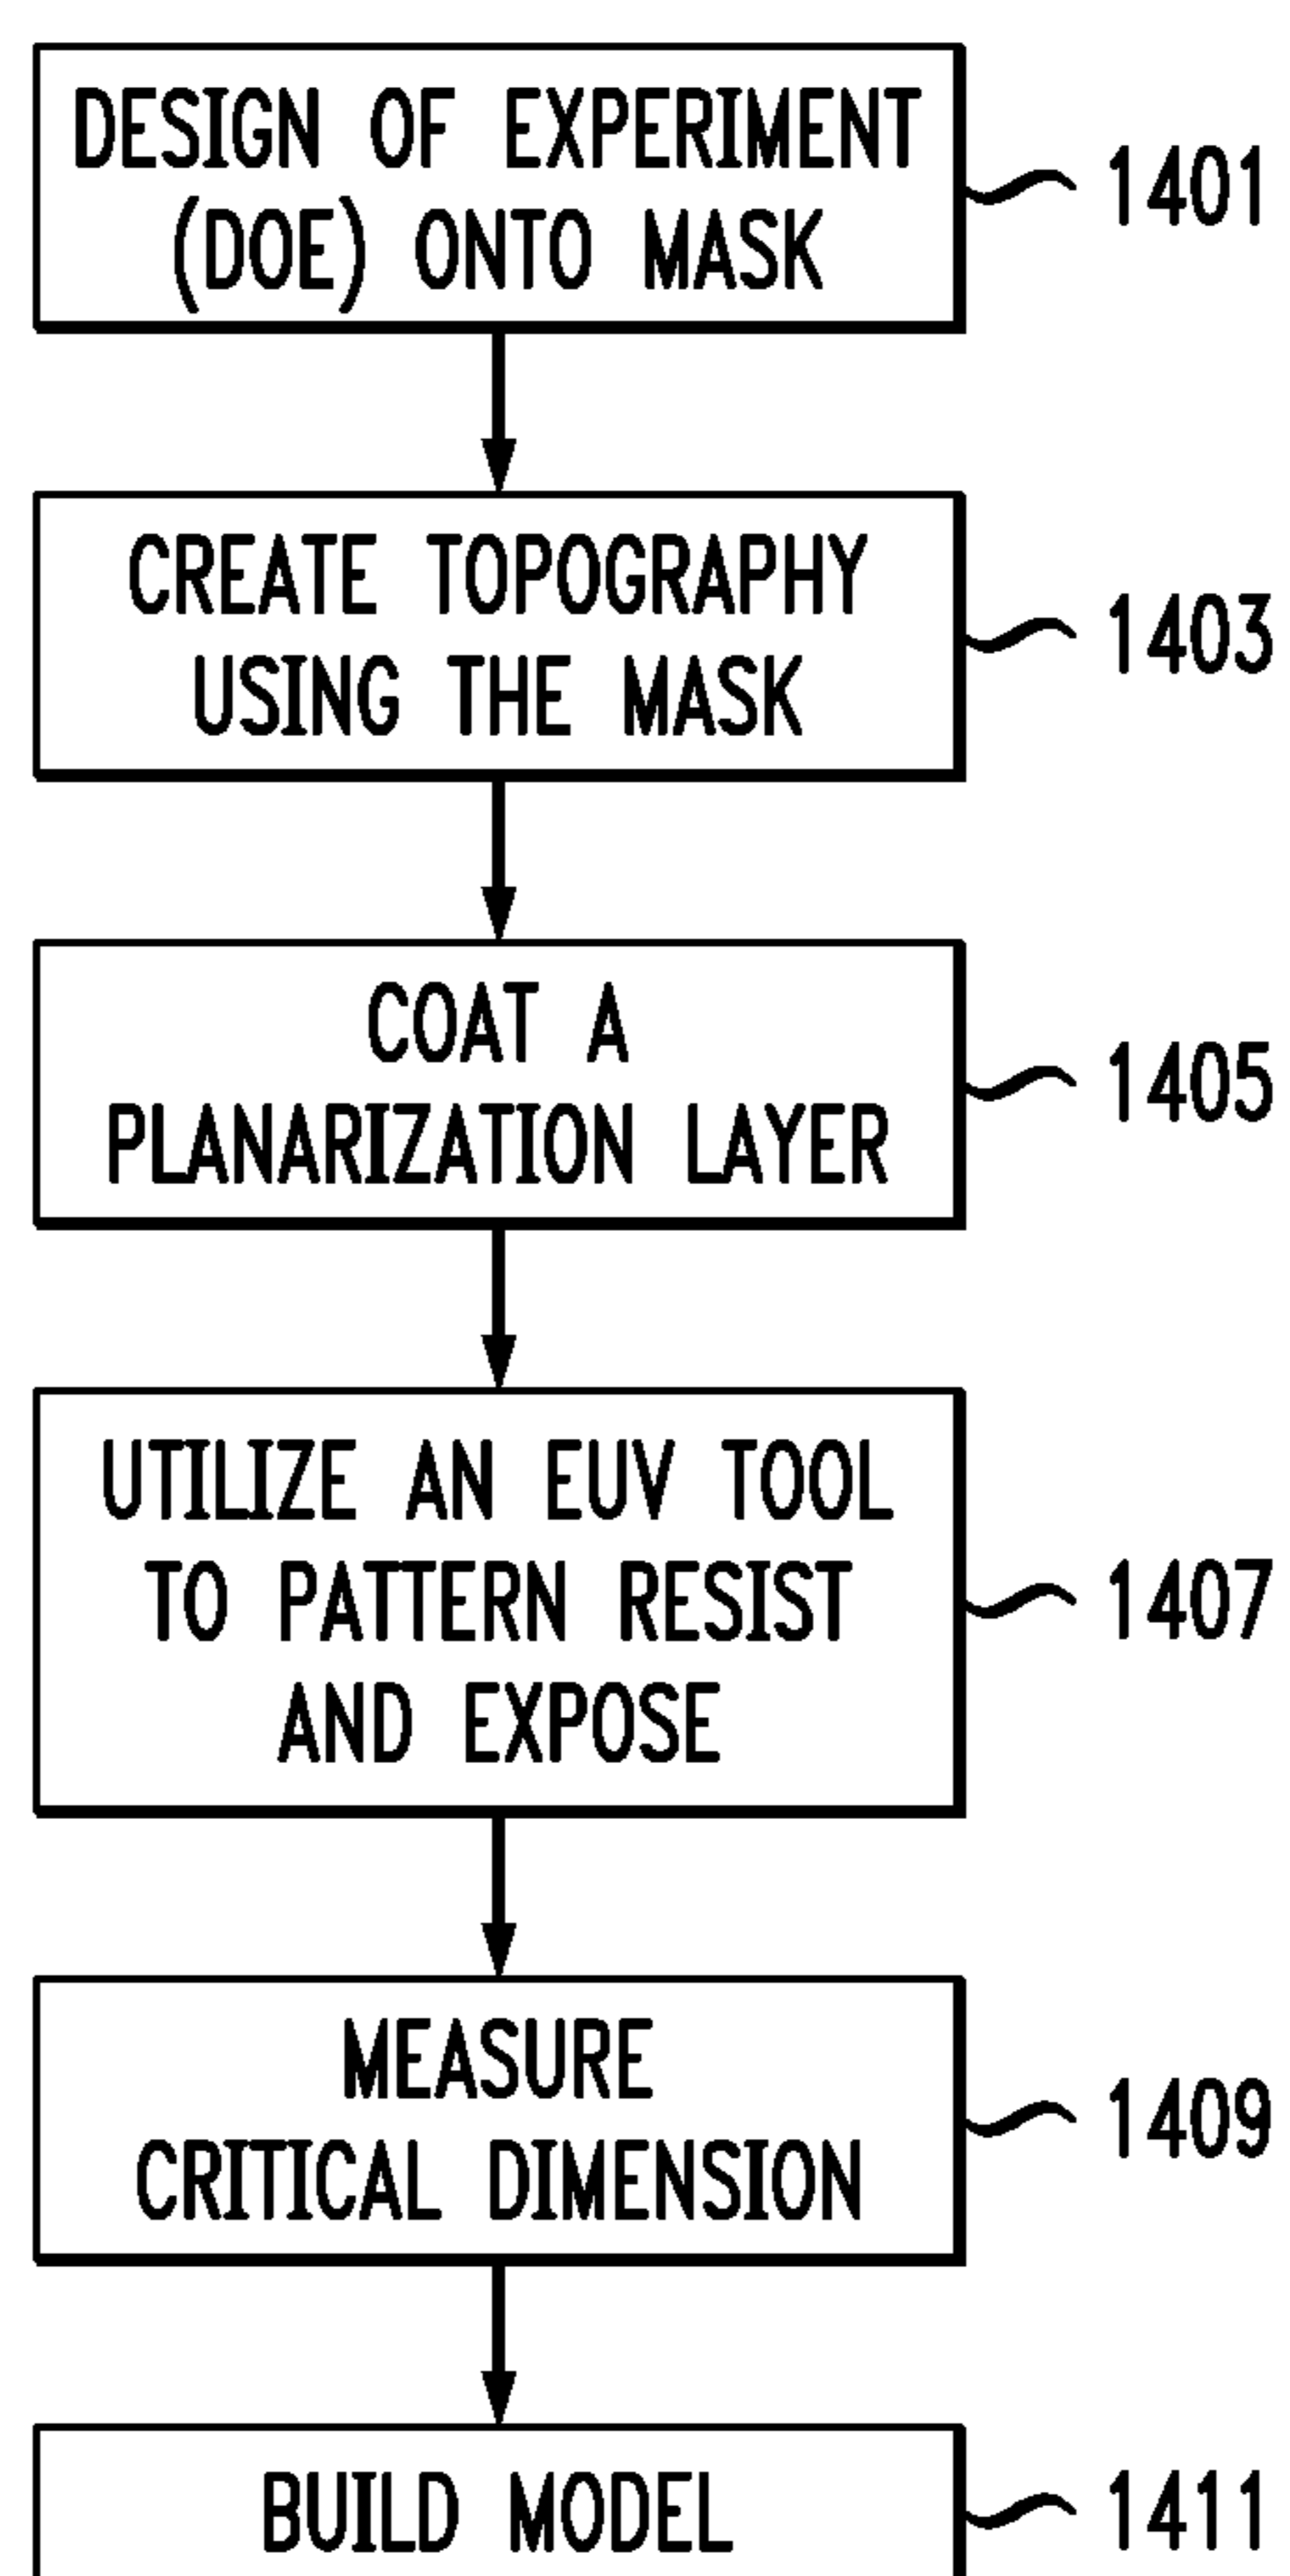 DESIGN OF EXPERIMENT
(DOE) ONTO MASK
1401
CREATE TOPOGRAPHY
USING THE MASK
1403
COAT A
PLANARIZATION LAYER
1405
UTILIZE AN EUV TOOL
TO PATTERN RESIST
AND EXPOSE
1407
MEASURE
CRITICAL DIMENSION
1409
BUILD MODEL
1411